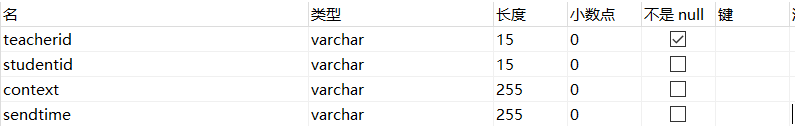 名 类型 长度 小数点 不是 null 键
teacherid varchar 15 0
studentid varchar 15 0
context varchar 255 0
sendtime varchar 255 0